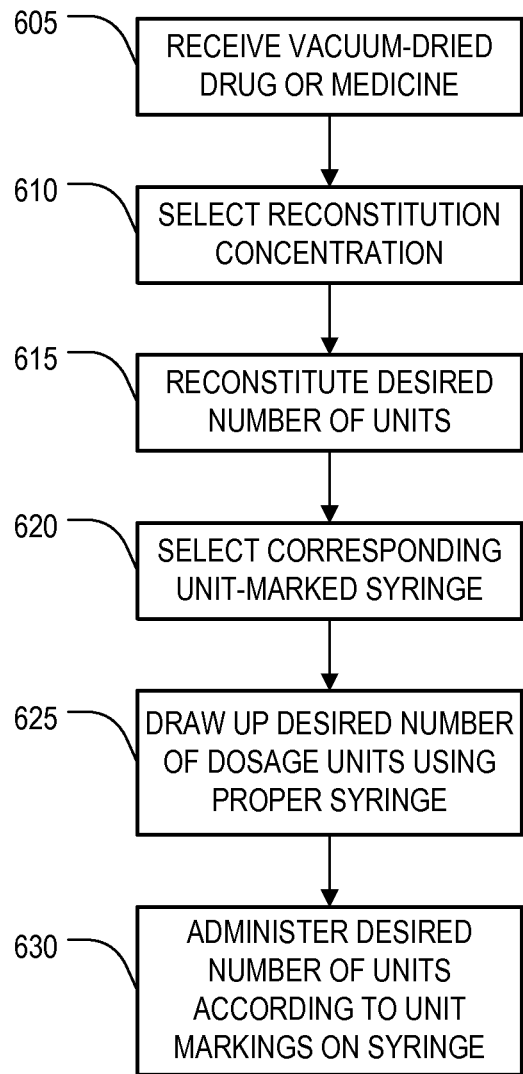 605
RECEIVE VACUUM-DRIED
DRUG OR MEDICINE
610
SELECT RECONSTITUTION
CONCENTRATION
615
RECONSTITUTE DESIRED
NUMBER OF UNITS
620
SELECT CORRESPONDING
UNIT-MARKED SYRINGE
625
DRAW UP DESIRED NUMBER
OF DOSAGE UNITS USING
PROPER SYRINGE
630
ADMINISTER DESIRED
NUMBER OF UNITS
ACCORDING TO UNIT
MARKINGS ON SYRINGE